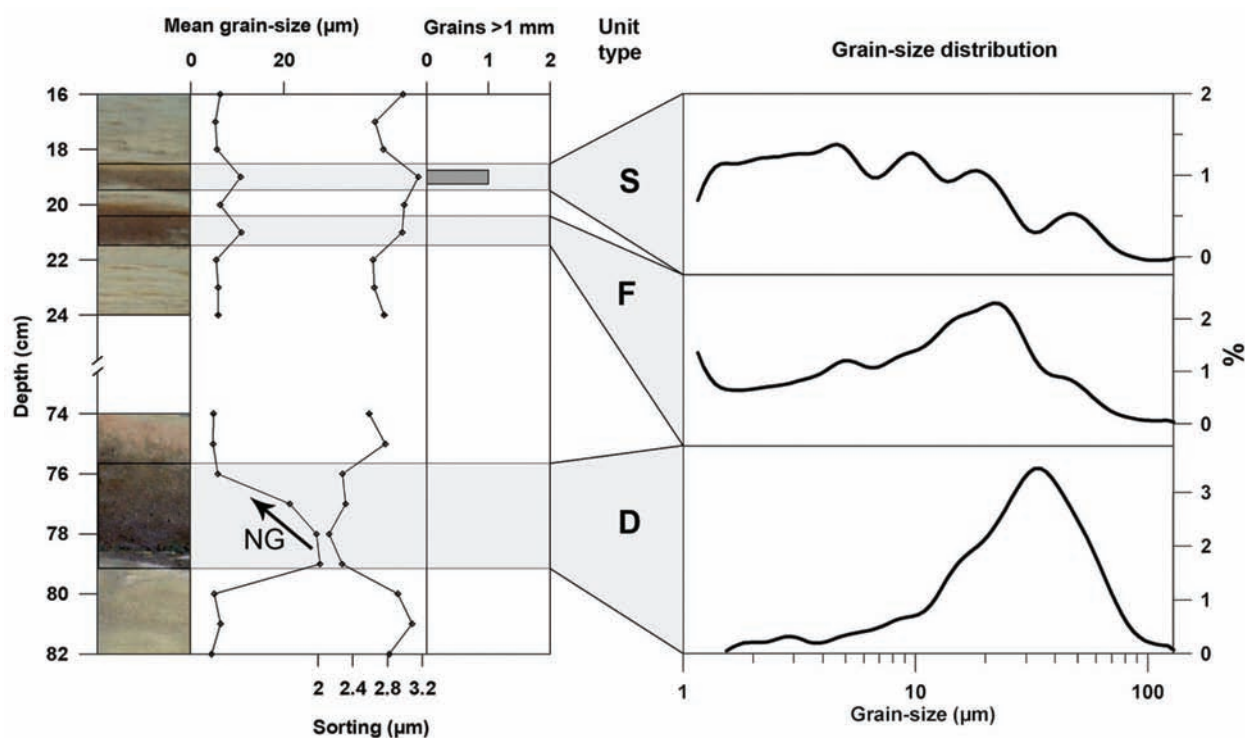 Mean grain-size (µm)
Grains >1 mm
Unit
type
Grain-size distribution
0
20
0
1
2
16
18
20
22
24
74
76
78
80
82
Depth (cm)
NG
2
2.4
2.8
3.2
Sorting (µm)
S
F
D
2
1
0
2
1
0
3
2
1
0
%
1
10
100
Grain-size (µm)